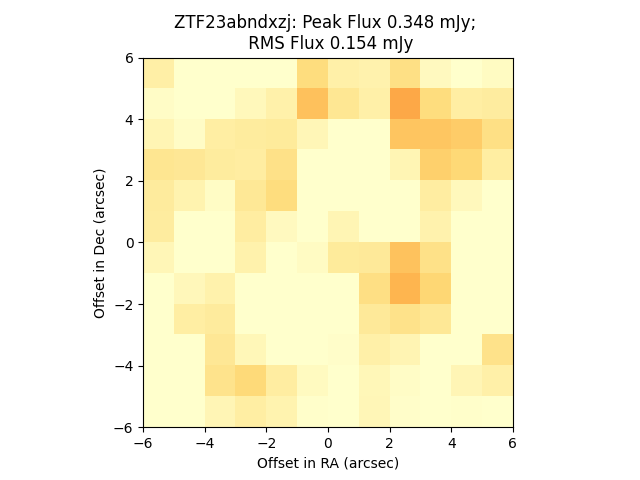 ZTF23abndxzj: Peak Flux 0.348 mJy;
RMS Flux 0.154 mJy
6
4
2
0
−2
−4
−6
Offset in Dec (arcsec)
−6 −4 −2 0 2 4 6
Offset in RA (arcsec)